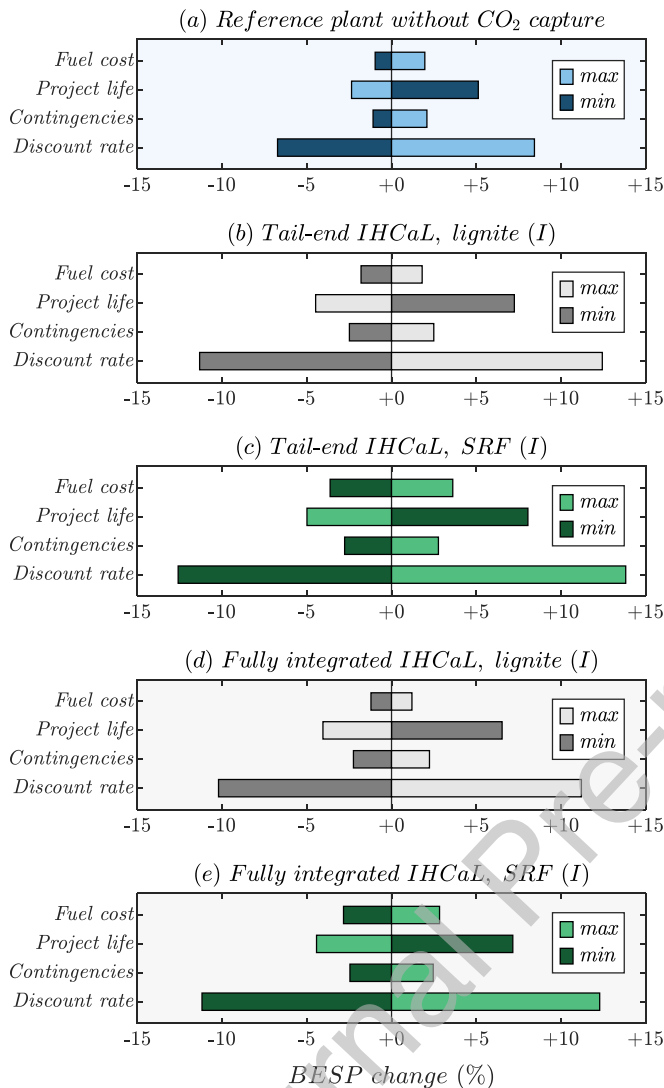 (a) Reference plant without CO₂ capture
Fuel cost
Project life
Contingencies
Discount rate
max
min
-15 -10 -5 +0 +5 +10 +15
(b) Tail-end IHCaL, lignite (I)
Fuel cost
Project life
Contingencies
Discount rate
max
min
-15 -10 -5 +0 +5 +10 +15
(c) Tail-end IHCaL, SRF (I)
Fuel cost
Project life
Contingencies
Discount rate
max
min
-15 -10 -5 +0 +5 +10 +15
(d) Fully integrated IHCaL, lignite (I)
Fuel cost
Project life
Contingencies
Discount rate
max
min
-15 -10 -5 +0 +5 +10 +15
(e) Fully integrated IHCaL, SRF (I)
Fuel cost
Project life
Contingencies
Discount rate
max
min
-15 -10 -5 +0 +5 +10 +15
BESP change (%)